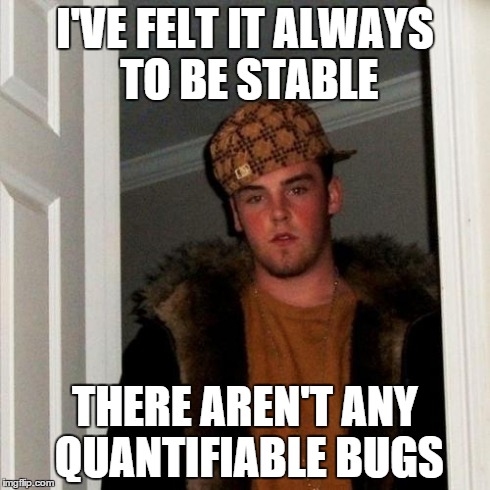 I'VE FELT IT ALWAYS
TO BE STABLE
THERE AREN'T ANY
QUANTIFIABLE BUGS
imgflip.com